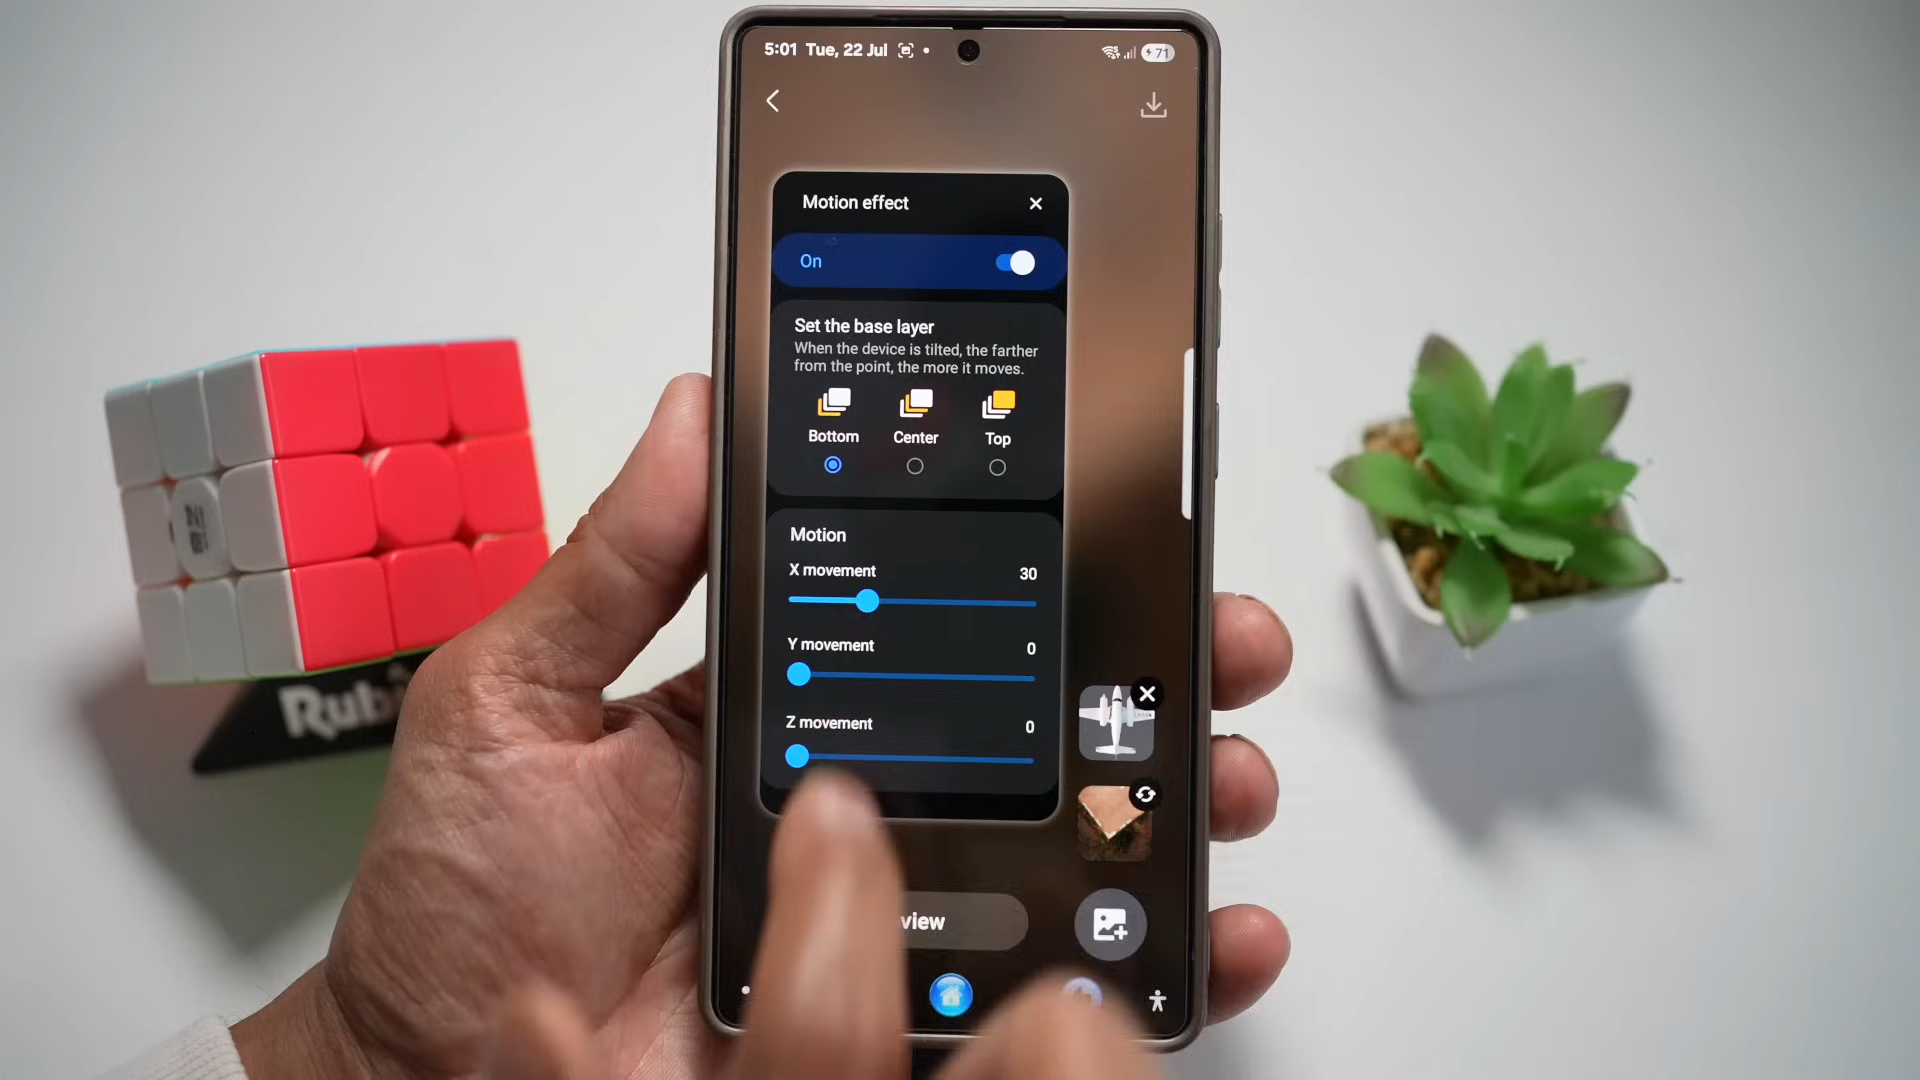 5:01 Tue, 22 Jul
71
Motion effect
On
Set the base layer
When the device is tilted, the farther
from the point, the more it moves.
Bottom
Center
Top
Motion
X movement
30
Y movement
0
Z movement
0
view
Rubi